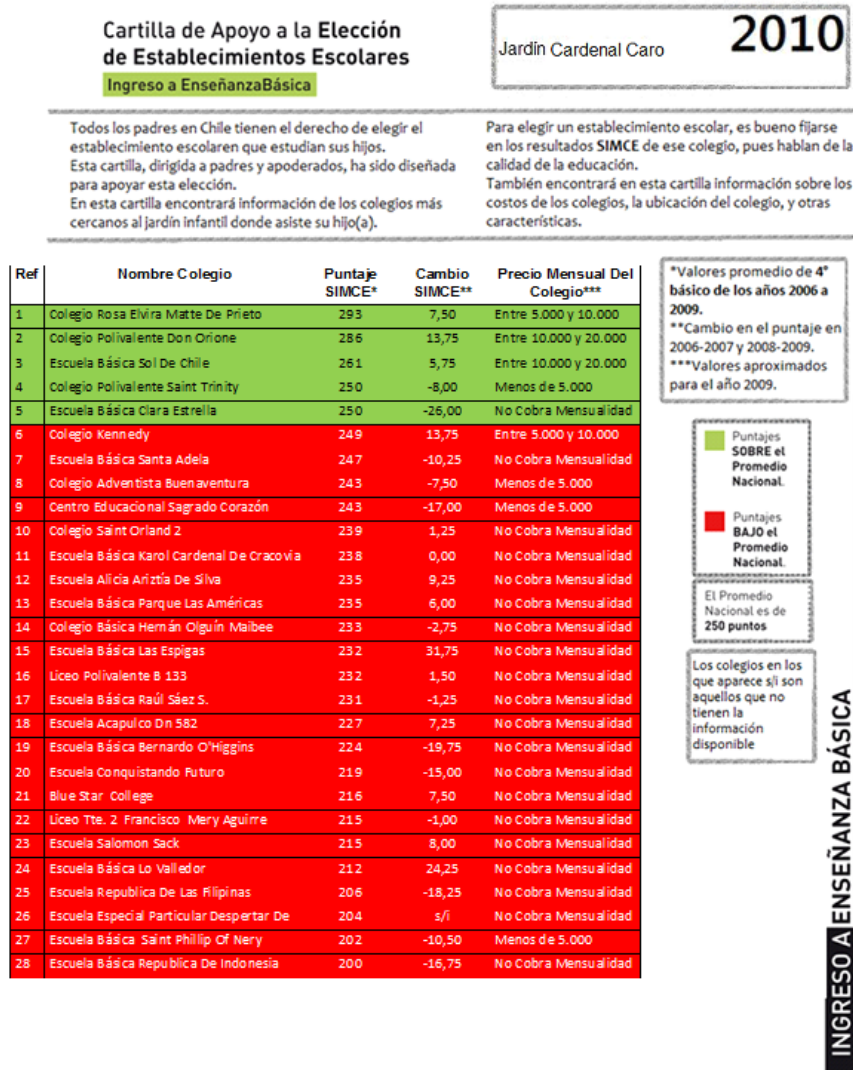 Cartilla de Apoyo a la Elección
de Establecimientos Escolares
Ingreso a EnseñanzaBásica
Jardín Cardenal Caro
2010
Todos los padres en Chile tienen el derecho de elegir el
establecimiento escolaren que estudian sus hijos.
Esta cartilla, dirigida a padres y apoderados, ha sido diseñada
para apoyar esta elección.
En esta cartilla encontrará información de los colegios más
cercanos al jardín infantil donde asiste su hijo(a).
Para elegir un establecimiento escolar, es bueno fijarse
en los resultados SIMCE de ese colegio, pues hablan de la
calidad de la educación.
También encontrará en esta cartilla información sobre los
costos de los colegios, la ubicación del colegio, y otras
características.
Ref Nombre Colegio Puntaje SIMCE* Cambio SIMCE** Precio Mensual Del Colegio***
1 Colegio Rosa Elvira Matte De Prieto 293 7,50 Entre 5.000 y 10.000
2 Colegio Polivalente Don Orione 286 13,75 Entre 10.000 y 20.000
3 Escuela Básica Sol De Chile 261 5,75 Entre 10.000 y 20.000
4 Colegio Polivalente Saint Trinity 250 -8,00 Menos de 5.000
5 Escuela Básica Clara Estrella 250 -26,00 No Cobra Mensualidad
6 Colegio Kennedy 249 13,75 Entre 5.000 y 10.000
7 Escuela Básica Santa Adela 247 -10,25 No Cobra Mensualidad
8 Colegio Adventista Buenaventura 243 -7,50 Menos de 5.000
9 Centro Educacional Sagrado Corazón 243 -17,00 Menos de 5.000
10 Colegio Saint Orland 2 239 1,25 No Cobra Mensualidad
11 Escuela Básica Karol Cardenal De Cracovia 238 0,00 No Cobra Mensualidad
12 Escuela Alicia Ariztía De Silva 235 9,25 No Cobra Mensualidad
13 Escuela Básica Parque Las Américas 235 6,00 No Cobra Mensualidad
14 Colegio Básica Hernán Olguín Maibee 233 -2,75 No Cobra Mensualidad
15 Escuela Básica Las Espigas 232 31,75 No Cobra Mensualidad
16 Liceo Polivalente B 133 232 1,50 No Cobra Mensualidad
17 Escuela Básica Raúl Sáez S. 231 -1,25 No Cobra Mensualidad
18 Escuela Acapulco Dn 582 227 7,25 No Cobra Mensualidad
19 Escuela Básica Bernardo O'Higgins 224 -19,75 No Cobra Mensualidad
20 Escuela Conquistando Futuro 219 -15,00 No Cobra Mensualidad
21 Blue Star College 216 7,50 No Cobra Mensualidad
22 Liceo Tte. 2 Francisco Mery Aguirre 215 -1,00 No Cobra Mensualidad
23 Escuela Salomon Sack 215 8,00 No Cobra Mensualidad
24 Escuela Básica Lo Valledor 212 24,25 No Cobra Mensualidad
25 Escuela Republica De Las Filipinas 206 -18,25 No Cobra Mensualidad
26 Escuela Especial Particular Despertar De 204 s/i No Cobra Mensualidad
27 Escuela Básica Saint Phillip Of Nery 202 -10,50 Menos de 5.000
28 Escuela Básica Republica De Indonesia 200 -16,75 No Cobra Mensualidad
*Valores promedio de 4°
básico de los años 2006 a
2009.
**Cambio en el puntaje en
2006-2007 y 2008-2009.
***Valores aproximados
para el año 2009.
Puntajes
SOBRE el
Promedio
Nacional.
Puntajes
BAJO el
Promedio
Nacional.
El Promedio
Nacional es de
250 puntos
Los colegios en los
que aparece s/i son
aquellos que no
tienen la
información
disponible
INGRESO A ENSEÑANZA BÁSICA